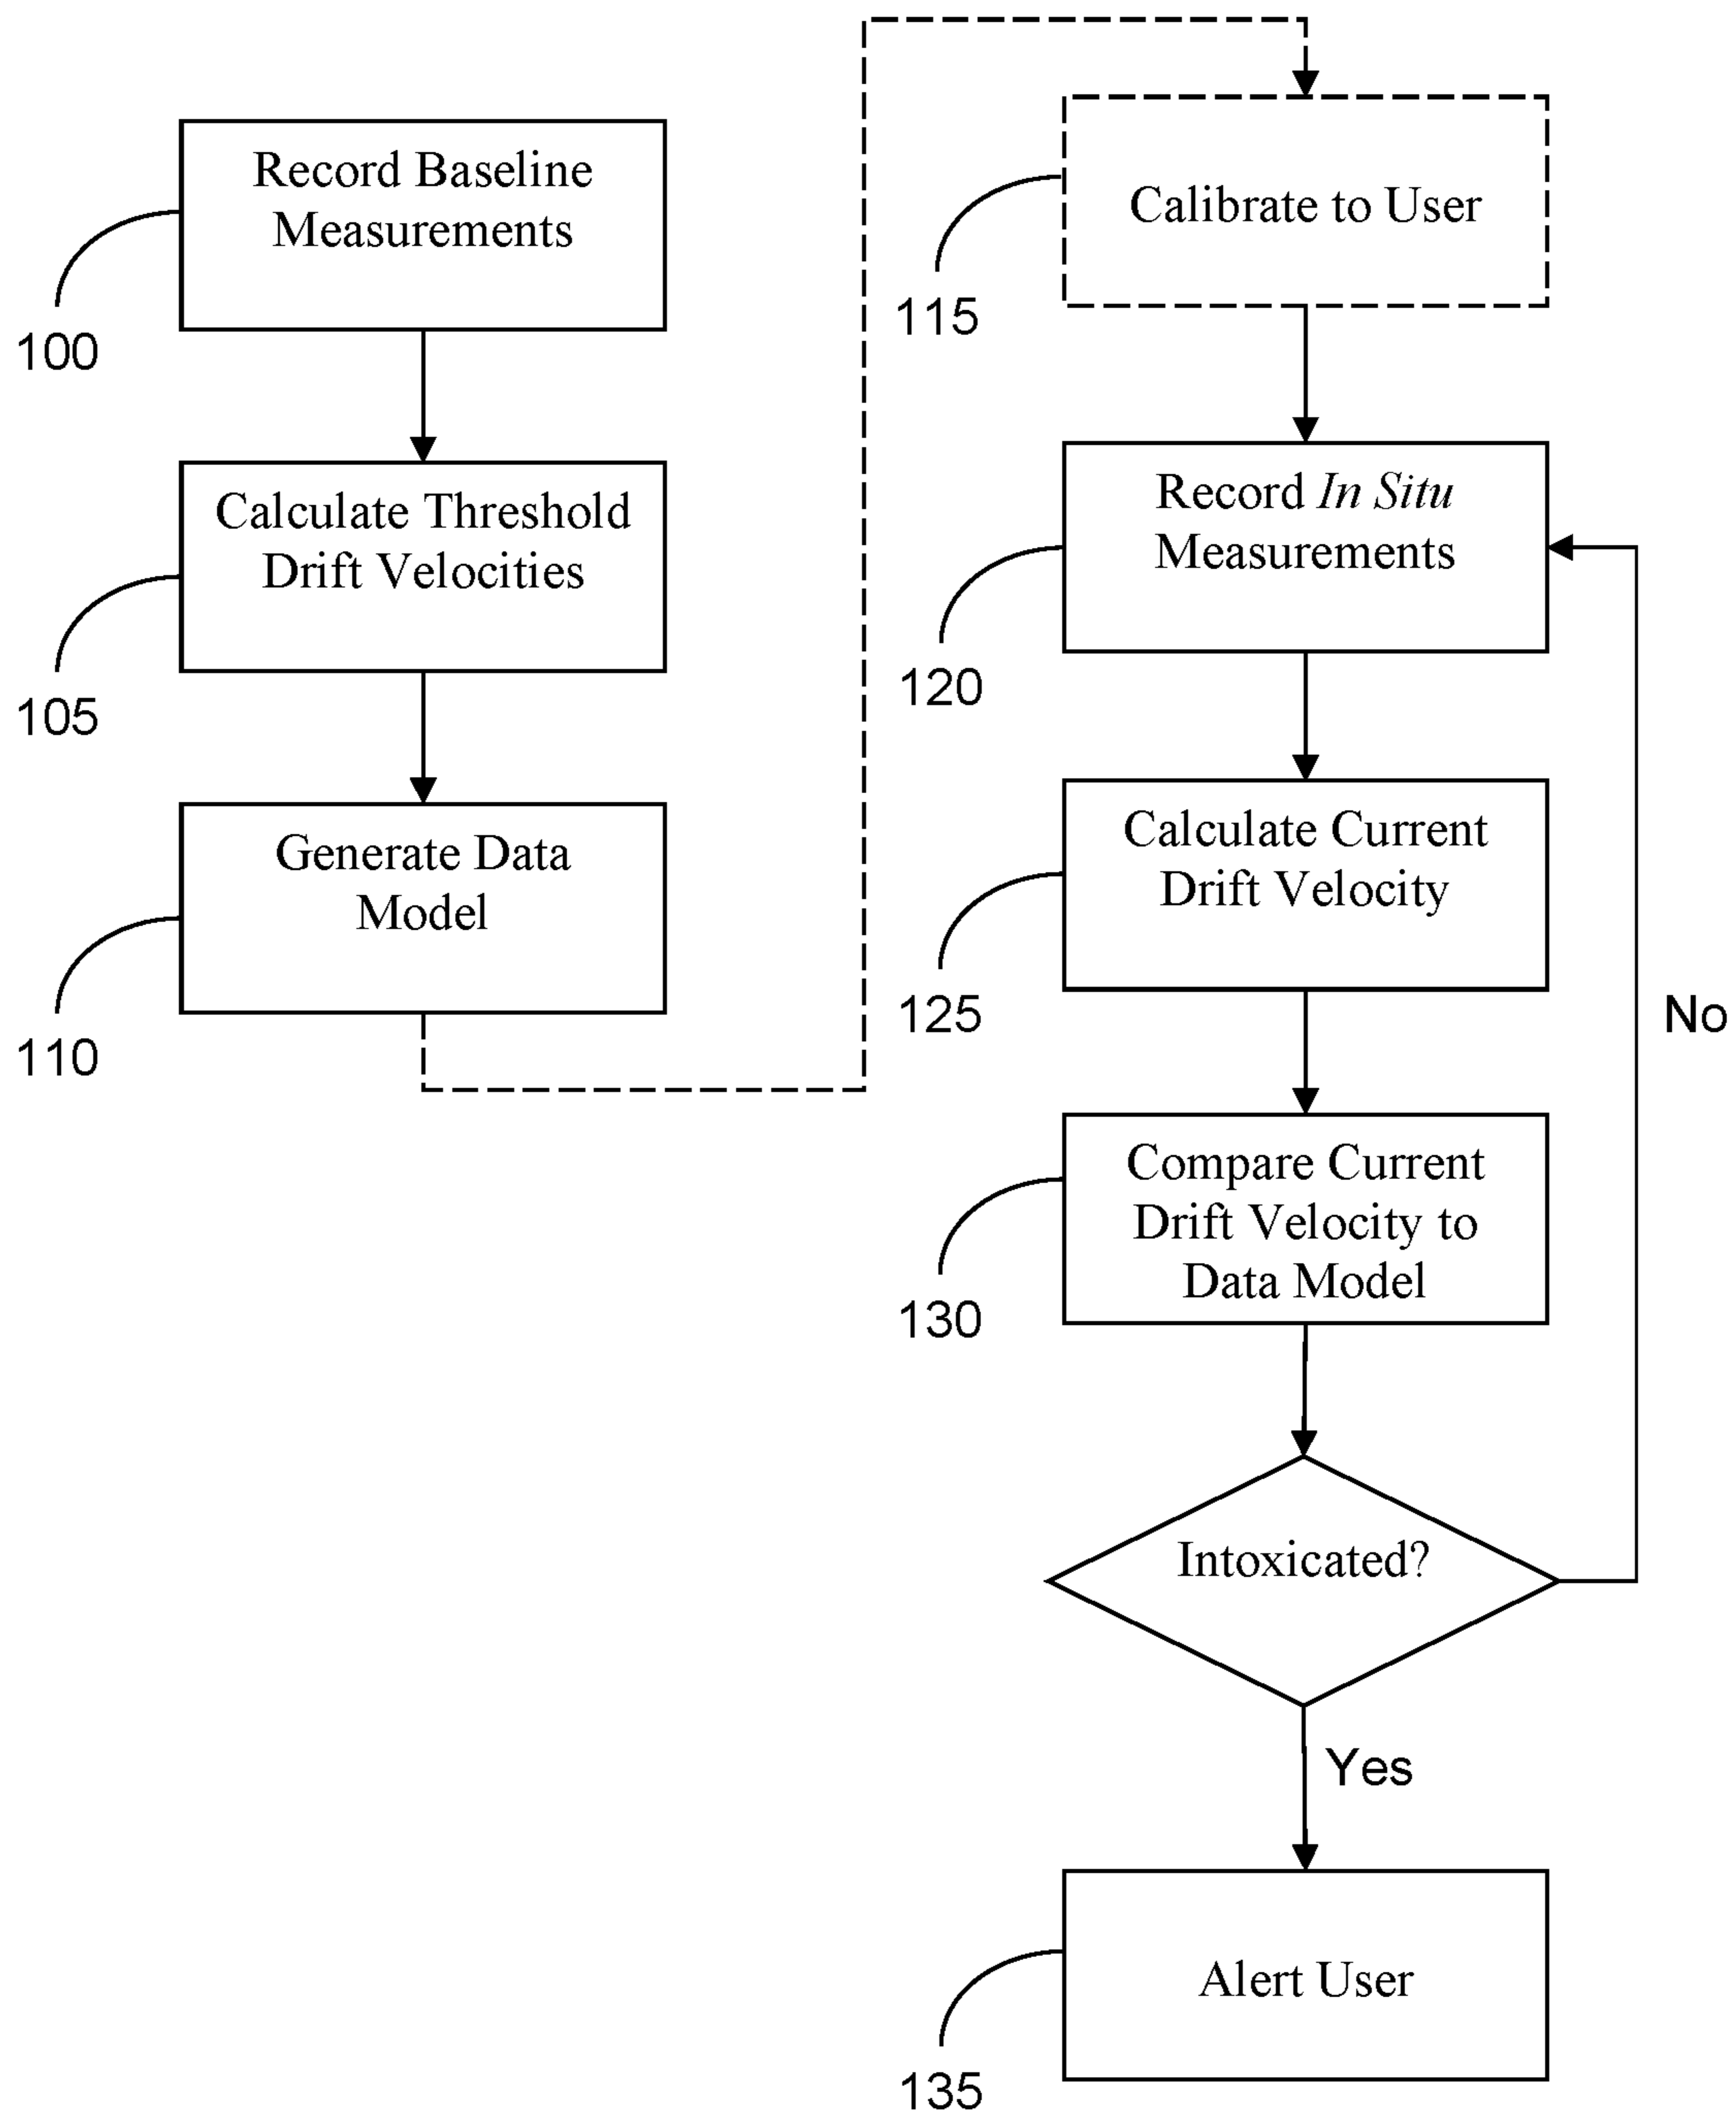 Record Baseline
Measurements
100
Calculate Threshold
Drift Velocities
105
Generate Data
Model
110
Calibrate to User
115
Record In Situ
Measurements
120
Calculate Current
Drift Velocity
125
No
Compare Current
Drift Velocity to
Data Model
130
Intoxicated?
Yes
Alert User
135